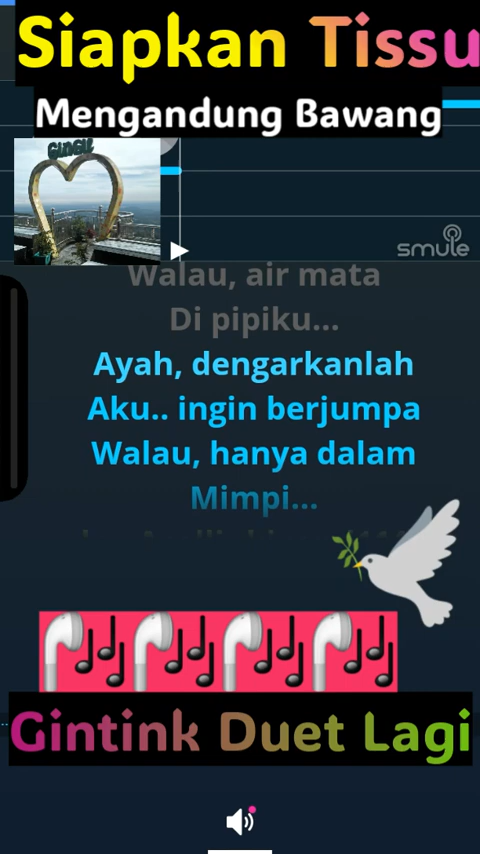 Siapkan Tissu
Mengandung Bawang
GINGU
smule
Walau, air mata
Di pipiku...
Ayah, dengarkanlah
Aku.. ingin berjumpa
Walau, hanya dalam
Mimpi...
Gintink Duet Lagi